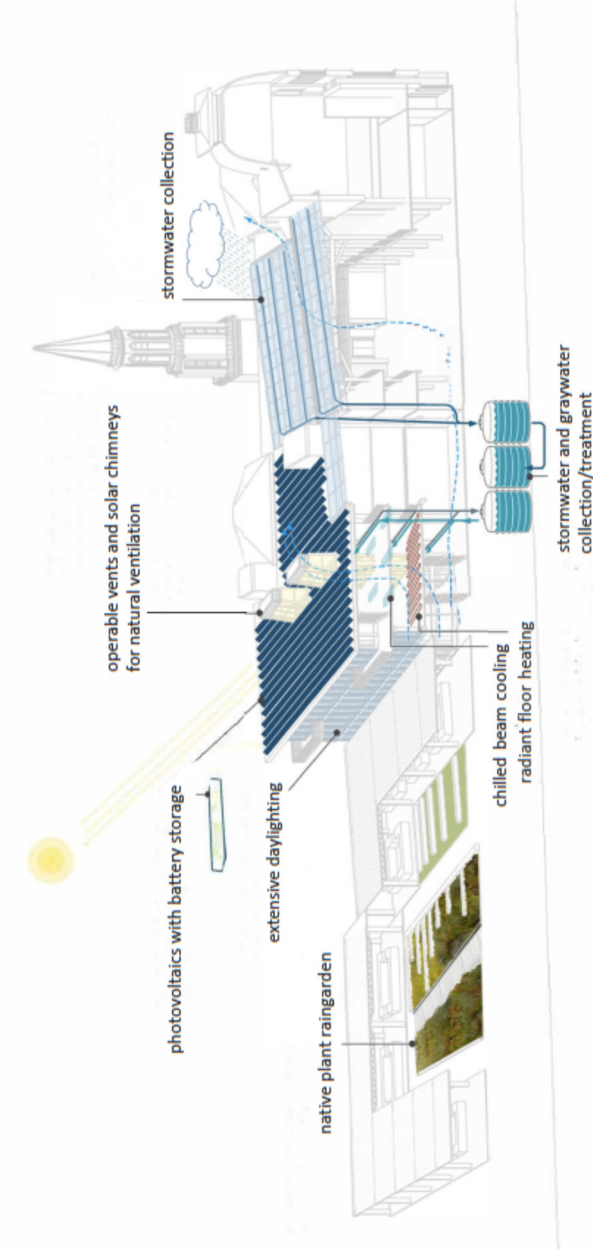 photovoltaics with battery storage
operable vents and solar chimneys
for natural ventilation
stormwater collection
extensive daylighting
native plant raingarden
chilled beam cooling
radiant floor heating
stormwater and graywater
collection/treatment